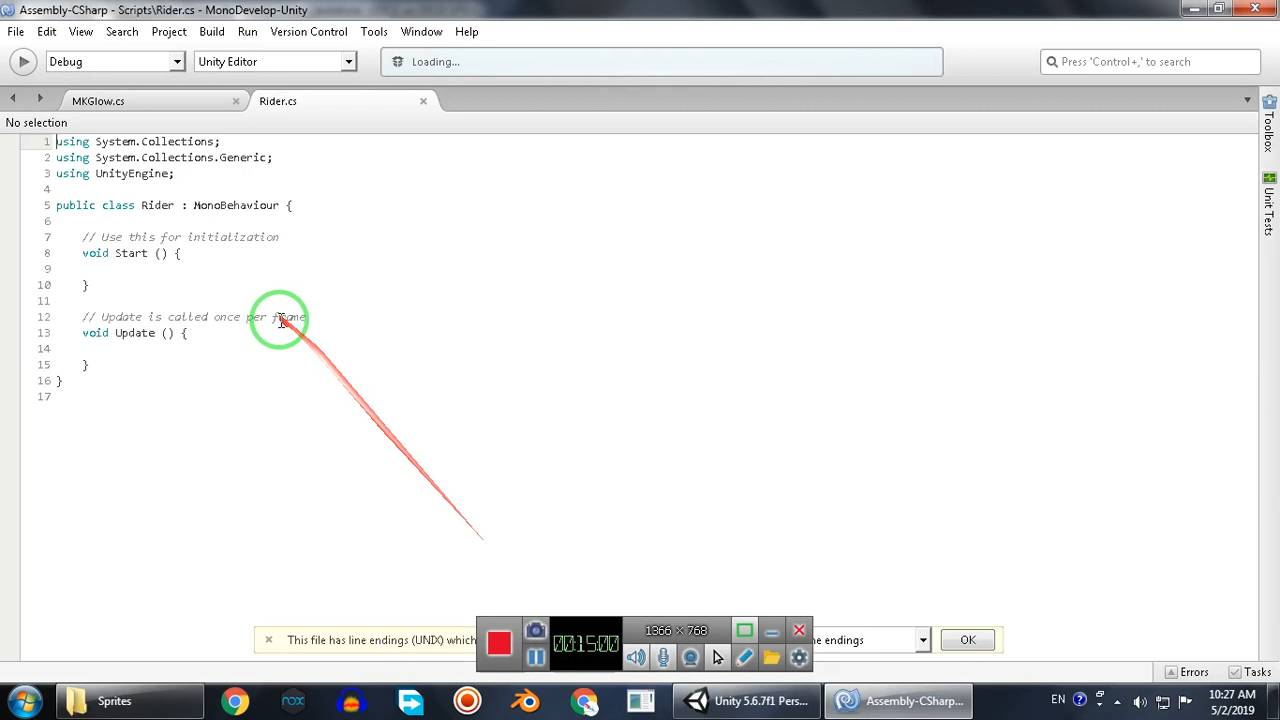 Assembly-CSharp - Scripts\Rider.cs - MonoDevelop-Unity
File Edit View Search Project Build Run Version Control Tools Window Help
Debug Unity Editor Loading... Press 'Control+,' to search
MKGlow.cs Rider.cs
No selection
1 using System.Collections;
2 using System.Collections.Generic;
3 using UnityEngine;
4
5 public class Rider : MonoBehaviour {
6
7 // Use this for initialization
8 void Start () {
9
10 }
11
12 // Update is called once per frame
13 void Update () {
14
15 }
16 }
17
Toolbox
Unit Tests
1366 × 768
00:15:00
This file has line endings (UNIX) which
ne endings OK
Errors Tasks
Sprites
nox
Unity 5.6.7f1 Pers...
Assembly-CSharp...
EN
10:27 AM
5/2/2019